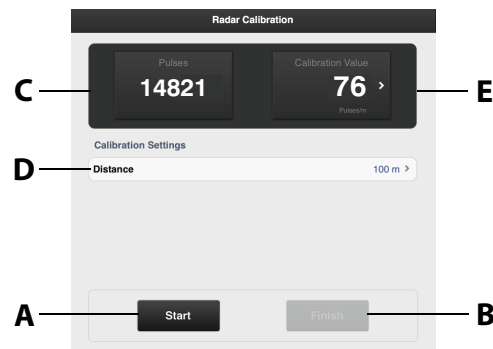 Radar Calibration
Pulses
14821
Calibration Value
76
Pulses/m
C
E
Calibration Settings
D
Distance
100 m
A
Start
Finish
B